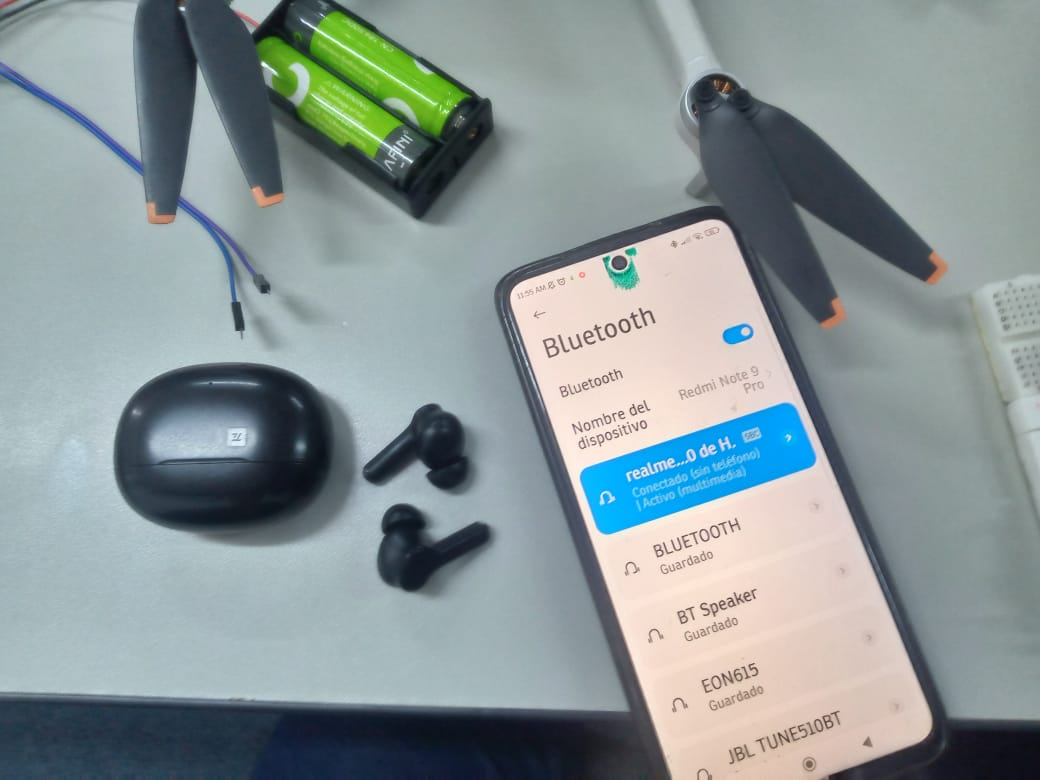 11:55 AM
Bluetooth
Bluetooth
Nombre del
dispositivo
Redmi Note 9
Pro
realme...0 de H. SBC
Conectado (sin teléfono)
| Activo (multimedia)
BLUETOOTH
Guardado
BT Speaker
Guardado
EON615
Guardado
JBL TUNE510BT
WARNING